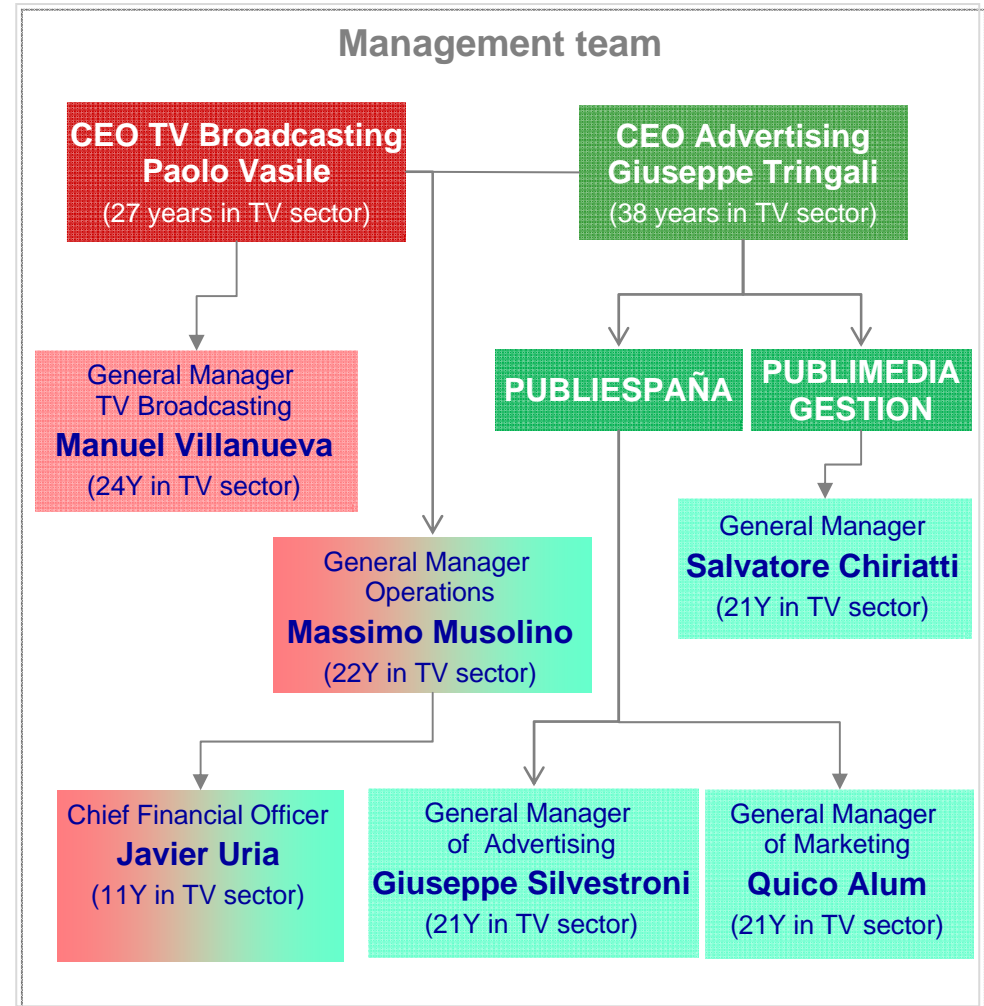 Management team
CEO TV Broadcasting
Paolo Vasile
(27 years in TV sector)
CEO Advertising
Giuseppe Tringali
(38 years in TV sector)
General Manager
TV Broadcasting
Manuel Villanueva
(24Y in TV sector)
PUBLIESPAÑA
PUBLIMEDIA
GESTION
General Manager
Salvatore Chiriatti
(21Y in TV sector)
General Manager
Operations
Massimo Musolino
(22Y in TV sector)
Chief Financial Officer
Javier Uria
(11Y in TV sector)
General Manager
of Advertising
Giuseppe Silvestroni
(21Y in TV sector)
General Manager
of Marketing
Quico Alum
(21Y in TV sector)